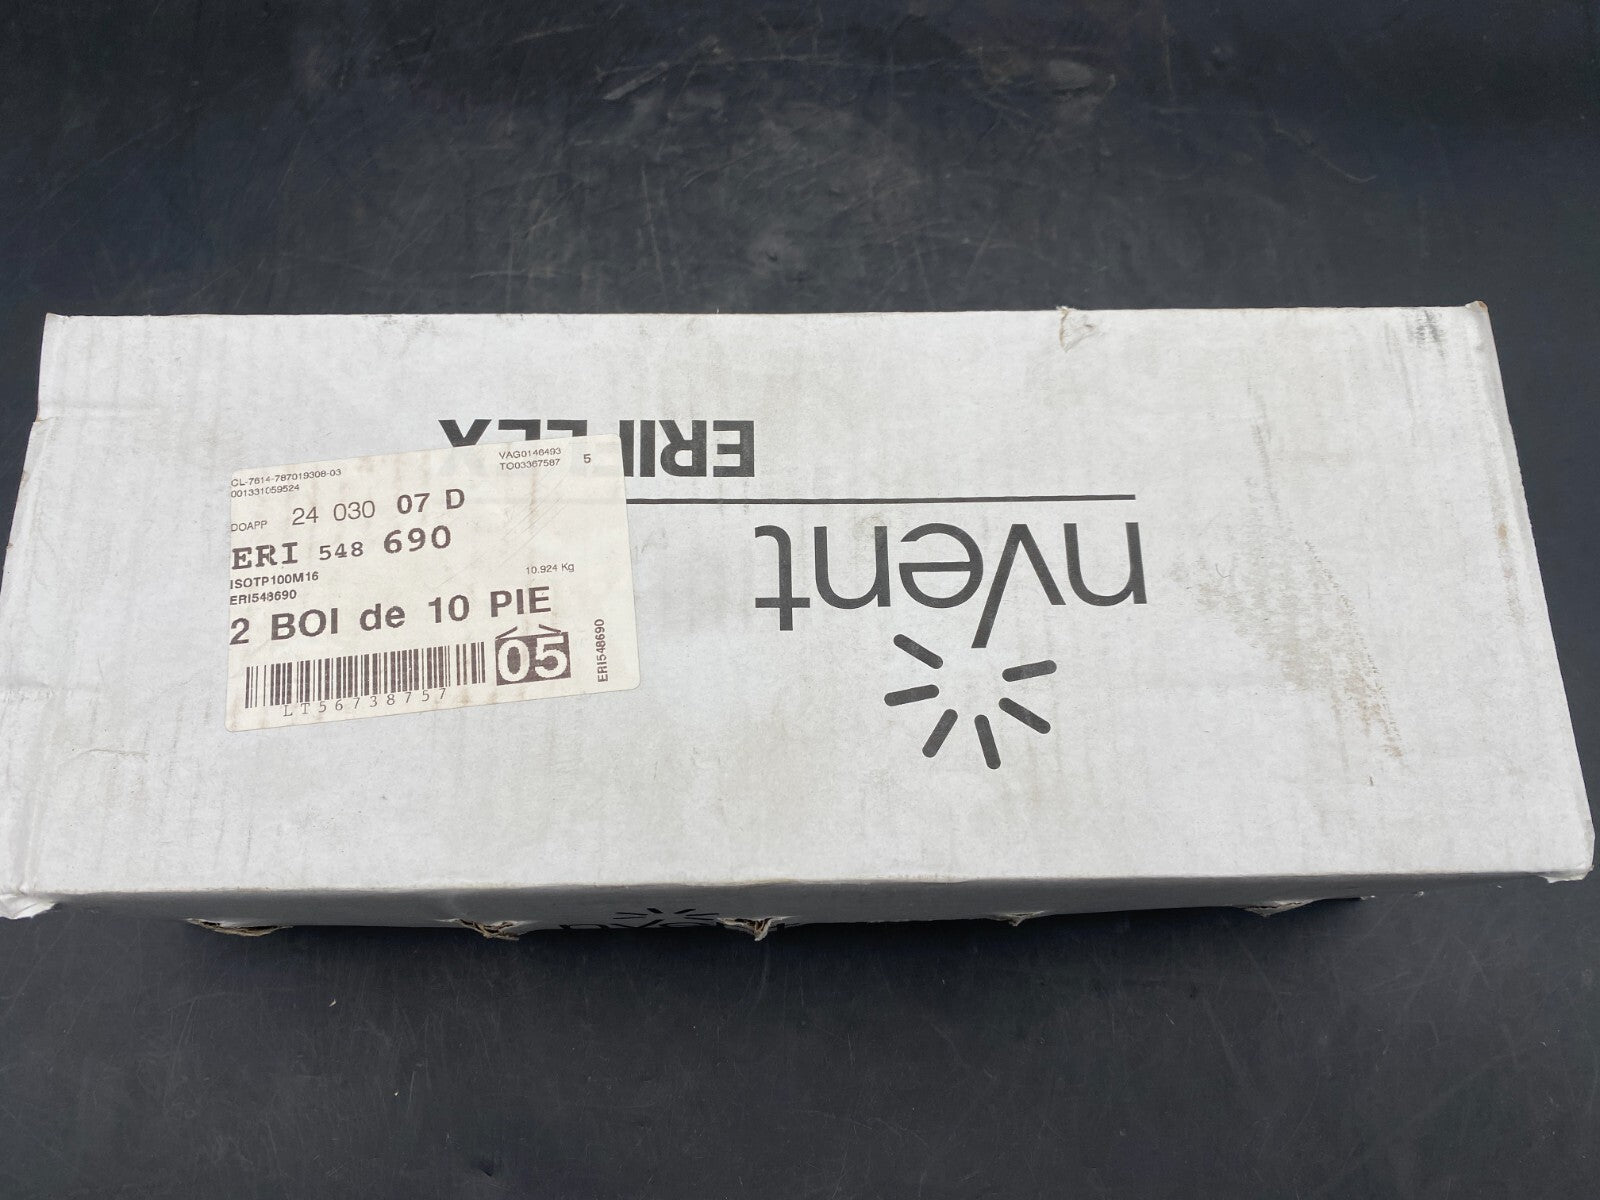 CL-7614-787019308-03
001331059524
VAG0146493
TO03367587 5
DOAPP 24 030 07 D
ERI 548 690
ISOTP100M16
ERI548690
10.924 Kg
2 BOI de 10 PIE
05
LT56738757
ERI548690
nVent
ERIFLEX